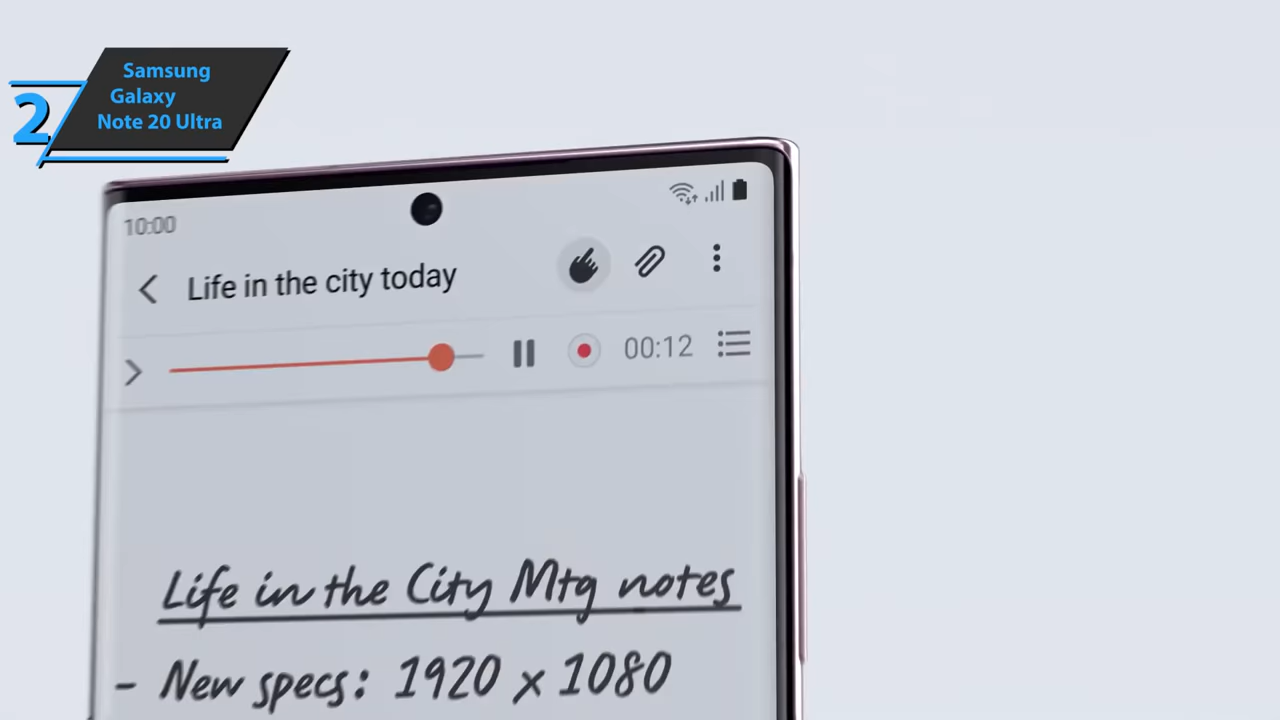 2
Samsung
Galaxy
Note 20 Ultra
10:00
Life in the city today
00:12
Life in the City Mtg notes
- New specs: 1920 x 1080